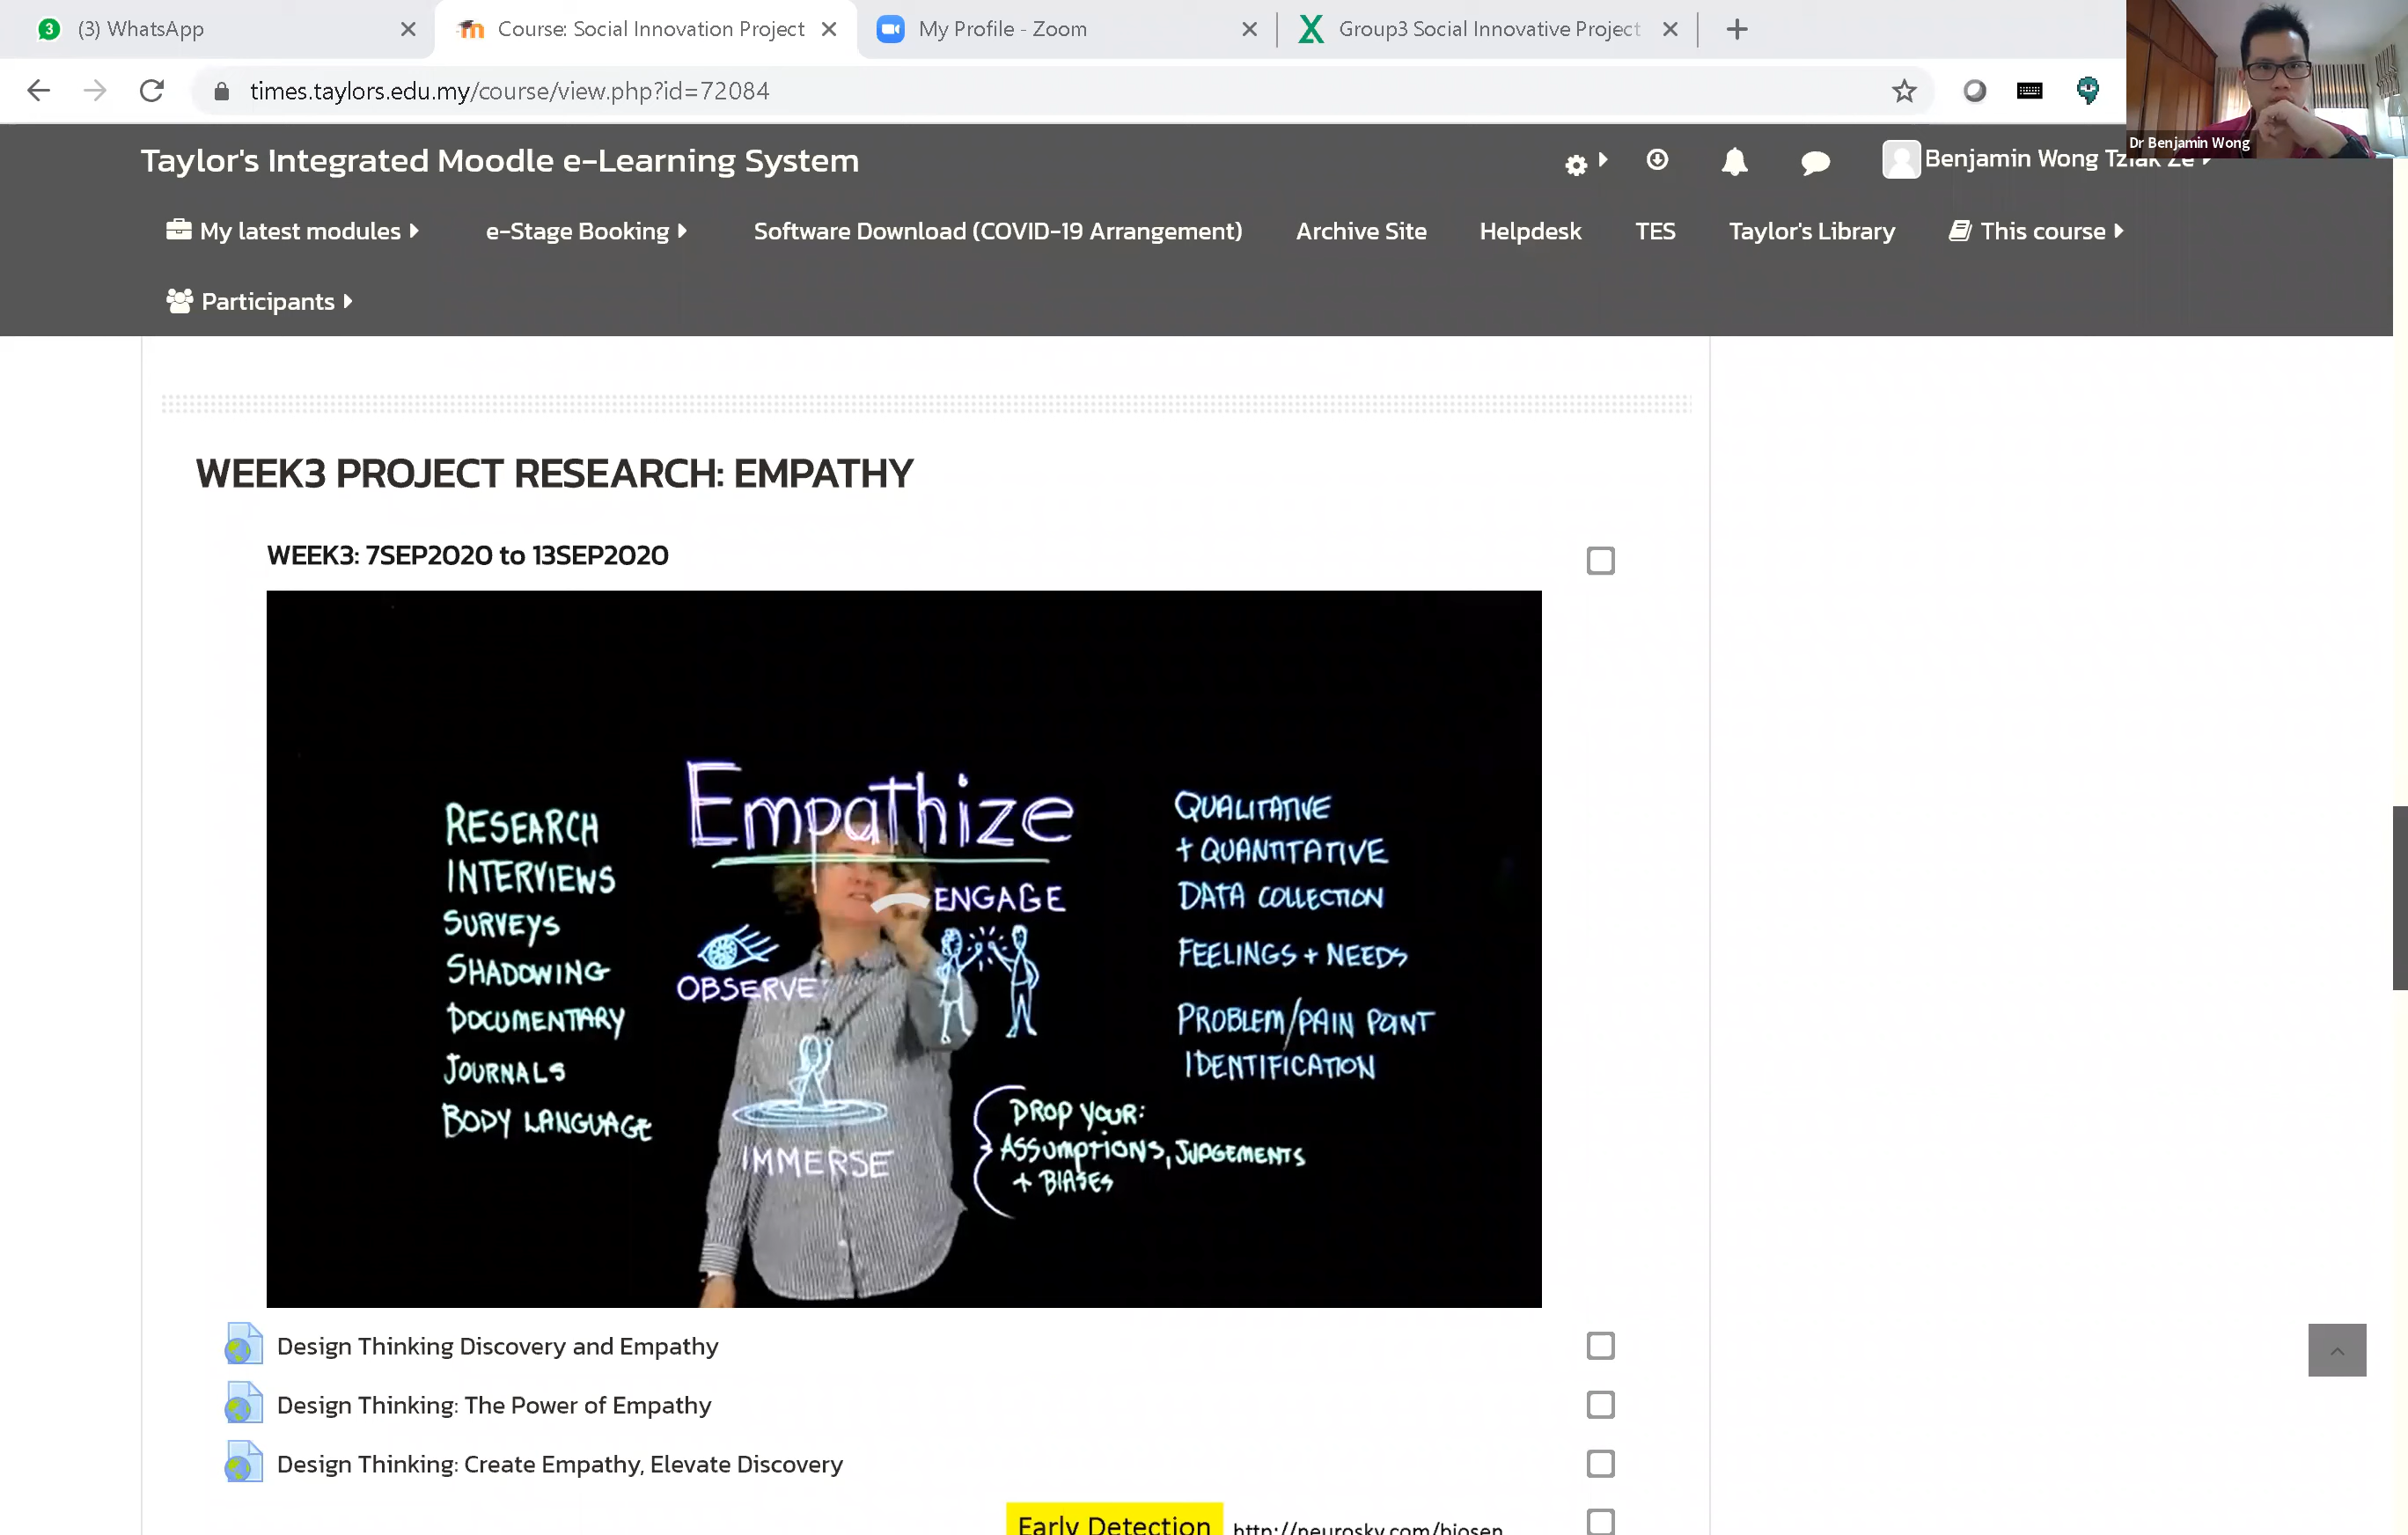 (3) WhatsApp
Course: Social Innovation Project
My Profile - Zoom
Group3 Social Innovative Project
times.taylors.edu.my/course/view.php?id=72084
Dr Benjamin Wong
Taylor's Integrated Moodle e-Learning System
Benjamin Wong Tziak Ze
My latest modules
e-Stage Booking
Software Download (COVID-19 Arrangement)
Archive Site
Helpdesk
TES
Taylor's Library
This course
Participants
WEEK3 PROJECT RESEARCH: EMPATHY
WEEK3: 7SEP2020 to 13SEP2020
Empathize
RESEARCH
INTERVIEWS
SURVEYS
SHADOWING
DOCUMENTARY
JOURNALS
BODY LANGUAGE
OBSERVE
ENGAGE
IMMERSE
QUALITATIVE
+ QUANTITATIVE
DATA COLLECTION
FEELINGS + NEEDS
PROBLEM/PAIN POINT
IDENTIFICATION
DROP YOUR:
ASSUMPTIONS, JUDGEMENTS
+ BIASES
Design Thinking Discovery and Empathy
Design Thinking: The Power of Empathy
Design Thinking: Create Empathy, Elevate Discovery
Early Detection
http://neurosky.com/biosen